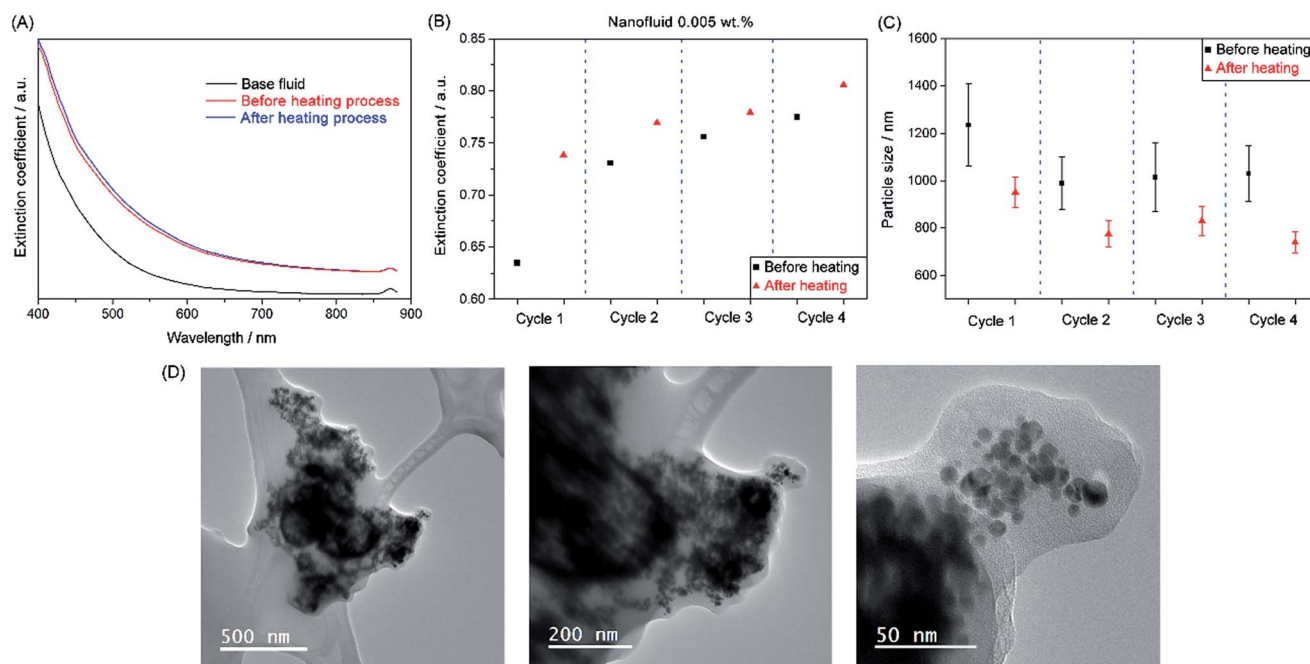 (A)
Extinction coefficient / a.u.
Base fluid
Before heating process
After heating process
400 500 600 700 800 900
Wavelength / nm
(B)
Nanofluid 0.005 wt.%
Extinction coefficient / a.u.
0.85
0.80
0.75
0.70
0.65
0.60
Before heating
After heating
Cycle 1 Cycle 2 Cycle 3 Cycle 4
(C)
Particle size / nm
1600
1400
1200
1000
800
600
Before heating
After heating
Cycle 1 Cycle 2 Cycle 3 Cycle 4
(D)
500 nm
200 nm
50 nm